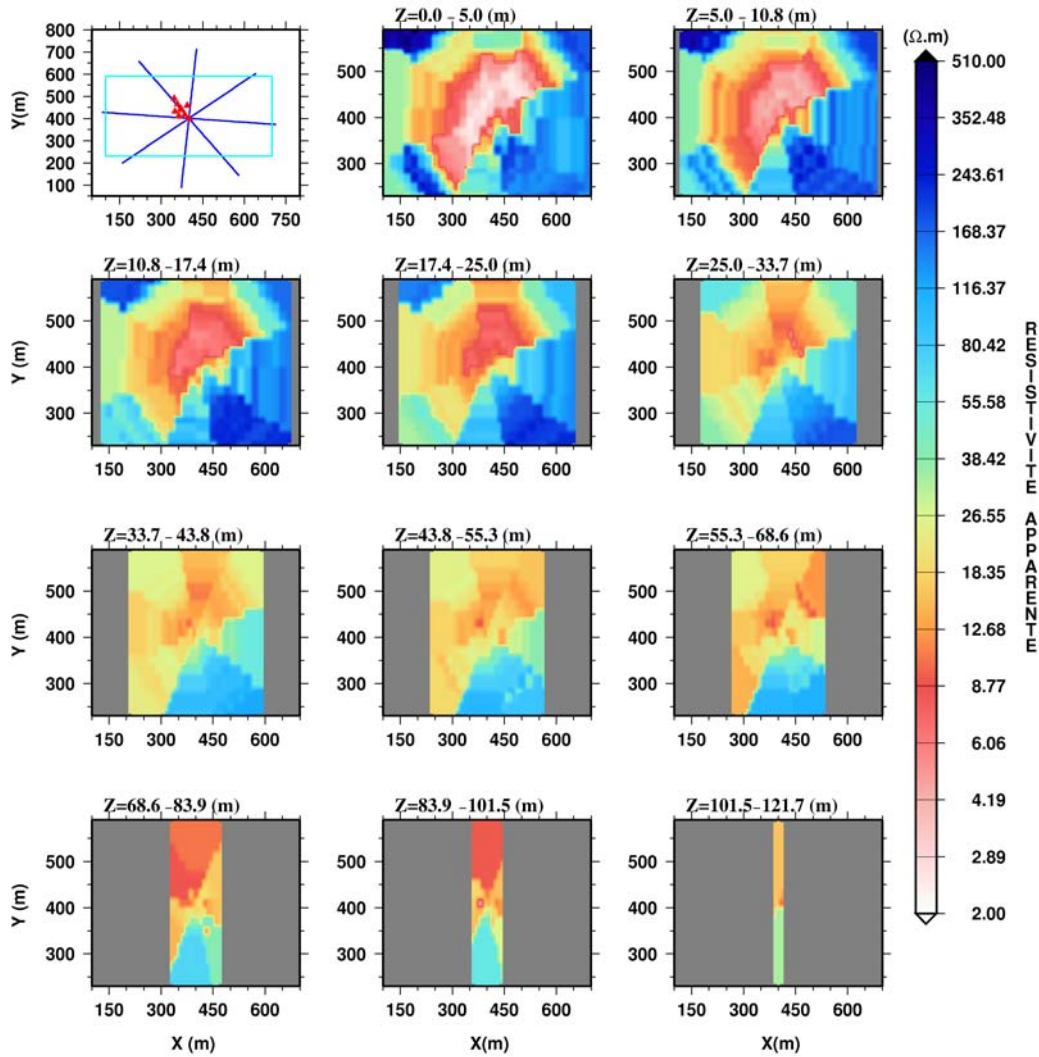 Z=0.0 – 5.0 (m)
Z=5.0 - 10.8 (m)
(Ω.m)
800
700
600
500
400
300
200
100
Y(m)
150 300 450 600 750
500
400
300
150 300 450 600
500
400
300
150 300 450 600
510.00
352.48
243.61
168.37
116.37
80.42
55.58
38.42
26.55
18.35
12.68
8.77
6.06
4.19
2.89
2.00
RESISTIVITE APPARENTE
Z=10.8 –17.4 (m)
Z=17.4 –25.0 (m)
Z=25.0 –33.7 (m)
Y (m)
500
400
300
150 300 450 600
500
400
300
150 300 450 600
500
400
300
150 300 450 600
Z=33.7 – 43.8 (m)
Z=43.8 –55.3 (m)
Z=55.3 –68.6 (m)
Y (m)
500
400
300
150 300 450 600
500
400
300
150 300 450 600
500
400
300
150 300 450 600
Z=68.6 –83.9 (m)
Z=83.9 –101.5 (m)
Z=101.5 –121.7 (m)
Y (m)
500
400
300
150 300 450 600
500
400
300
150 300 450 600
500
400
300
150 300 450 600
X (m)
X(m)
X(m)